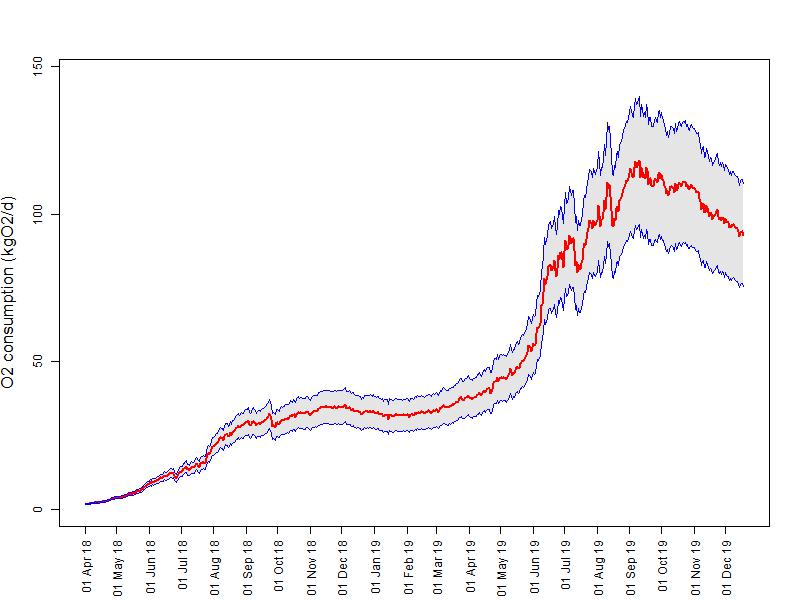 O2 consumption (kgO2/d)
150
100
50
0
01 Apr 18
01 May 18
01 Jun 18
01 Jul 18
01 Aug 18
01 Sep 18
01 Oct 18
01 Nov 18
01 Dec 18
01 Jan 19
01 Feb 19
01 Mar 19
01 Apr 19
01 May 19
01 Jun 19
01 Jul 19
01 Aug 19
01 Sep 19
01 Oct 19
01 Nov 19
01 Dec 19